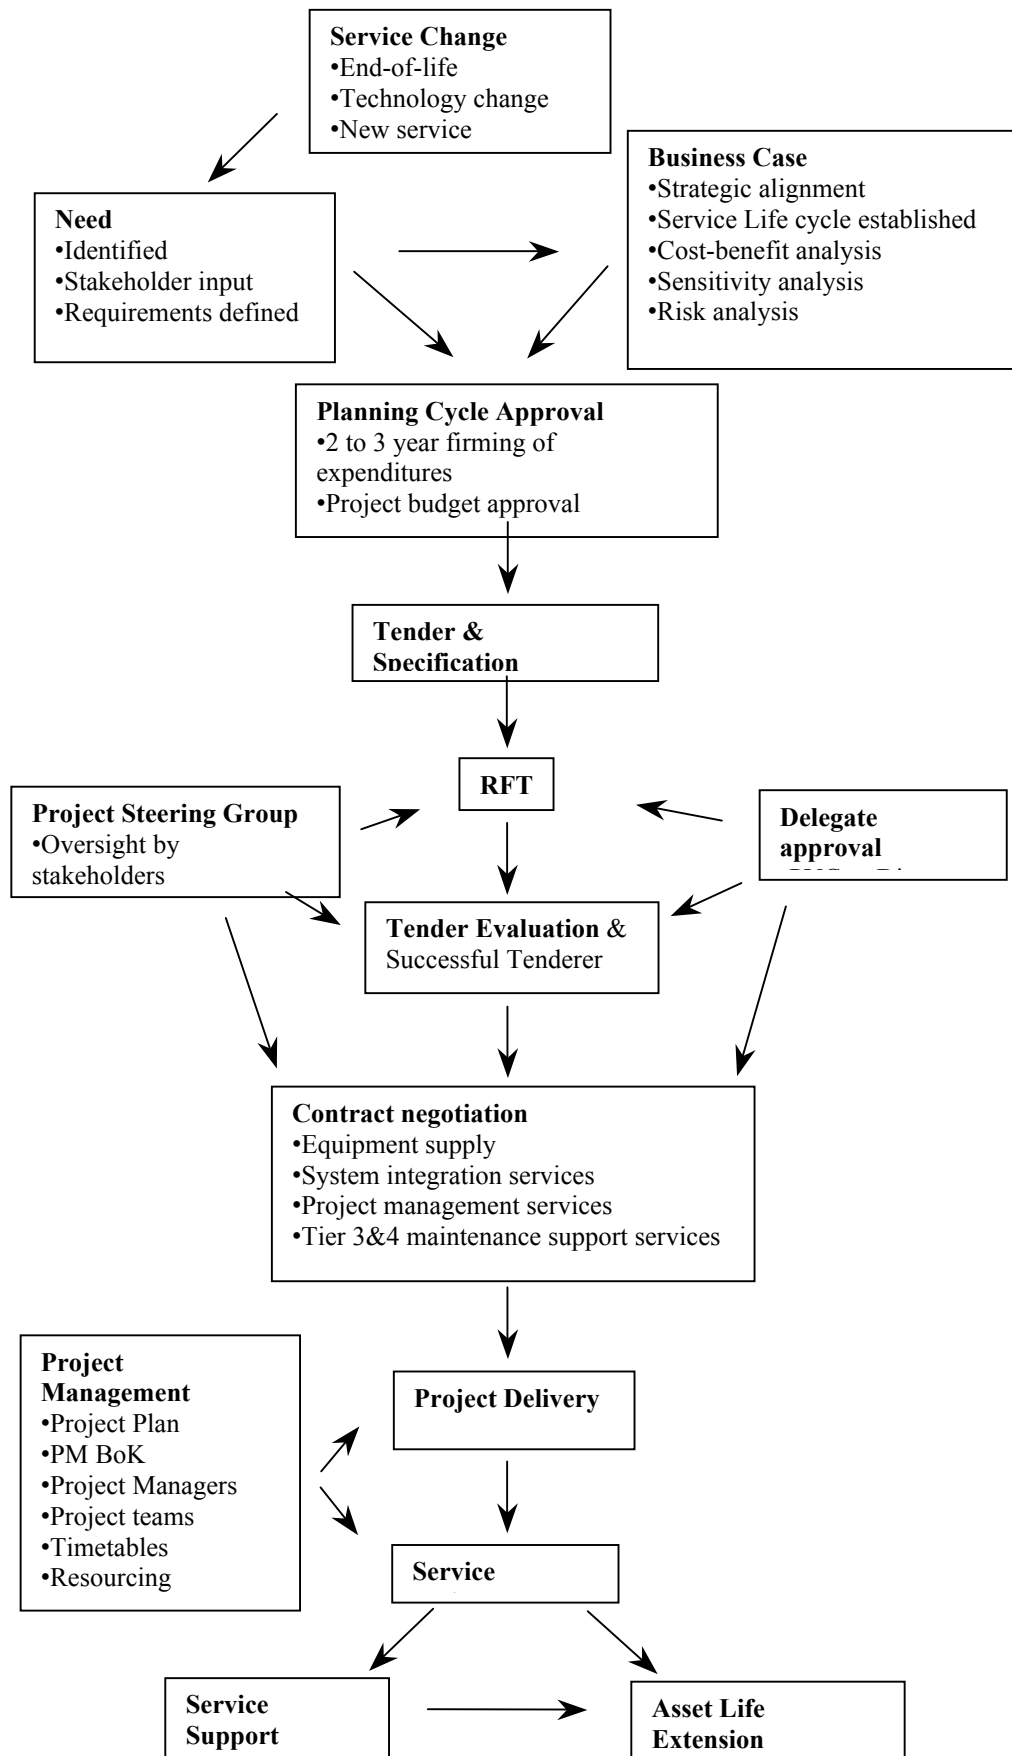 Service Change
•End-of-life
•Technology change
•New service
Business Case
•Strategic alignment
•Service Life cycle established
•Cost-benefit analysis
•Sensitivity analysis
•Risk analysis
Need
•Identified
•Stakeholder input
•Requirements defined
Planning Cycle Approval
•2 to 3 year firming of
expenditures
•Project budget approval
Tender &
Specification
RFT
Project Steering Group
•Oversight by
stakeholders
Delegate
approval
Tender Evaluation &
Successful Tenderer
Contract negotiation
•Equipment supply
•System integration services
•Project management services
•Tier 3&4 maintenance support services
Project
Management
•Project Plan
•PM BoK
•Project Managers
•Project teams
•Timetables
•Resourcing
Project Delivery
Service
Service
Support
Asset Life
Extension